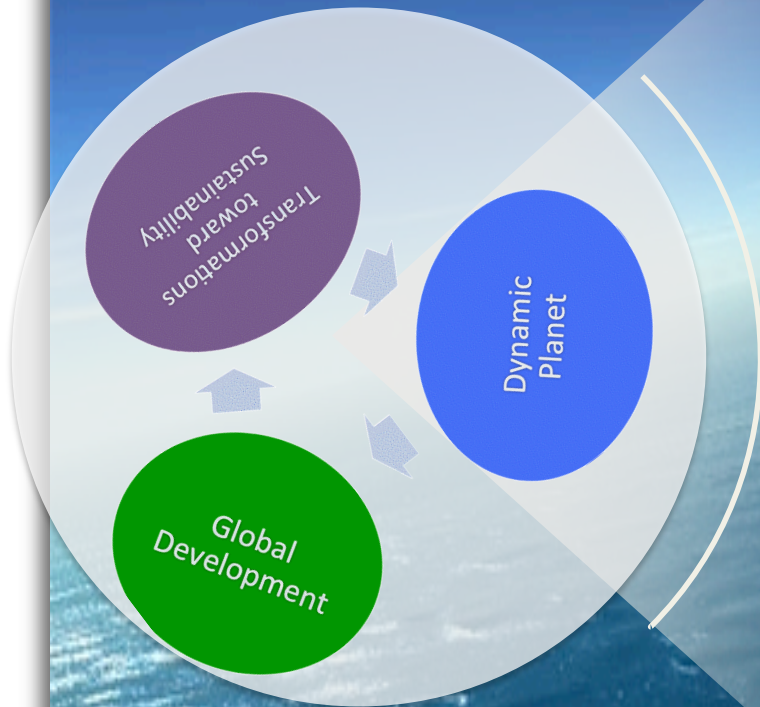 Transformations
toward
Sustainability
Dynamic
Planet
Global
Development